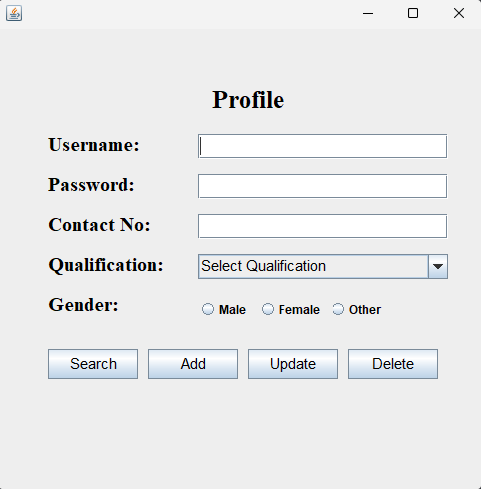 Profile
Username:
Password:
Contact No:
Qualification: Select Qualification
Gender: Male Female Other
Search Add Update Delete